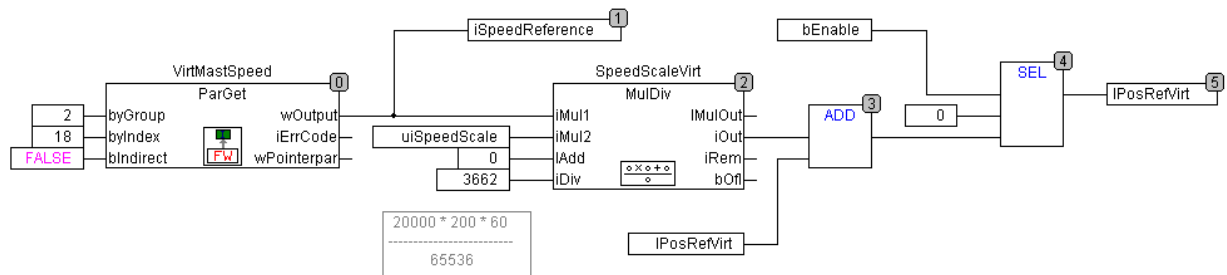 1
iSpeedReference
bEnable
4
VirtMastSpeed
SpeedScaleVirt
SEL
5
0
2
lPosRefVirt
ParGet
MulDiv
3
2
byGroup
wOutput
iMul1
lMulOut
ADD
0
18
byIndex
iErrCode
uiSpeedScale
iMul2
iOut
FALSE
bIndirect
FW
wPointerpar
0
lAdd
iRem
3662
iDiv
o x o + o
o
bOfl
20000 * 200 * 60
-----------------------
65536
lPosRefVirt